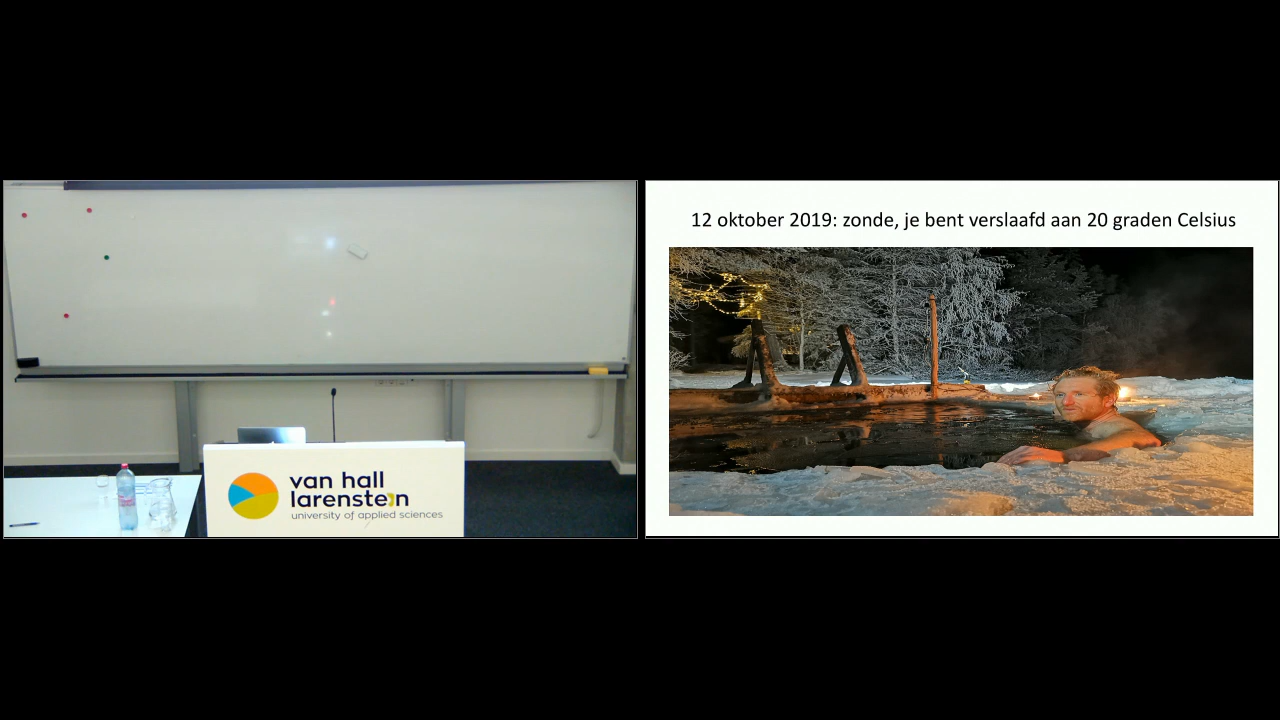 van hall
larenstein
university of applied sciences
12 oktober 2019: zonde, je bent verslaafd aan 20 graden Celsius